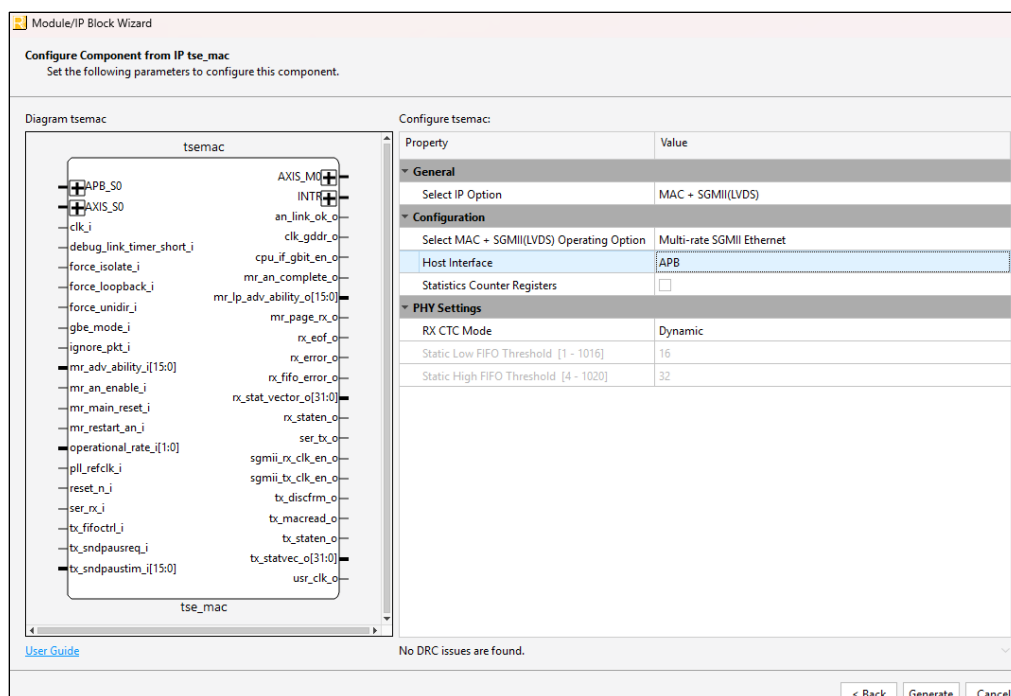 Module/IP Block Wizard
Configure Component from IP tse_mac
Set the following parameters to configure this component.
Diagram tsemac
tsemac
APB_S0
AXIS_S0
clk_i
debug_link_timer_short_i
force_isolate_i
force_loopback_i
force_unidir_i
gbe_mode_i
ignore_pkt_i
mr_adv_ability_i[15:0]
mr_an_enable_i
mr_main_reset_i
mr_restart_an_i
operational_rate_i[1:0]
pll_refclk_i
reset_n_i
ser_rx_i
tx_fifoctrl_i
tx_sndpausreq_i
tx_sndpaustim_i[15:0]
AXIS_M0
INTR
an_link_ok_o
clk_gddr_o
cpu_if_gbit_en_o
mr_an_complete_o
mr_lp_adv_ability_o[15:0]
mr_page_rx_o
rx_eof_o
rx_error_o
rx_fifo_error_o
rx_stat_vector_o[31:0]
rx_staten_o
ser_tx_o
sgmii_rx_clk_en_o
sgmii_tx_clk_en_o
tx_discfrm_o
tx_macread_o
tx_staten_o
tx_statvec_o[31:0]
usr_clk_o
tse_mac
User Guide
Configure tsemac:
Property Value
General
Select IP Option MAC + SGMII(LVDS)
Configuration
Select MAC + SGMII(LVDS) Operating Option Multi-rate SGMII Ethernet
Host Interface APB
Statistics Counter Registers
PHY Settings
RX CTC Mode Dynamic
Static Low FIFO Threshold [1 - 1016] 16
Static High FIFO Threshold [4 - 1020] 32
No DRC issues are found.
< Back Generate Cancel